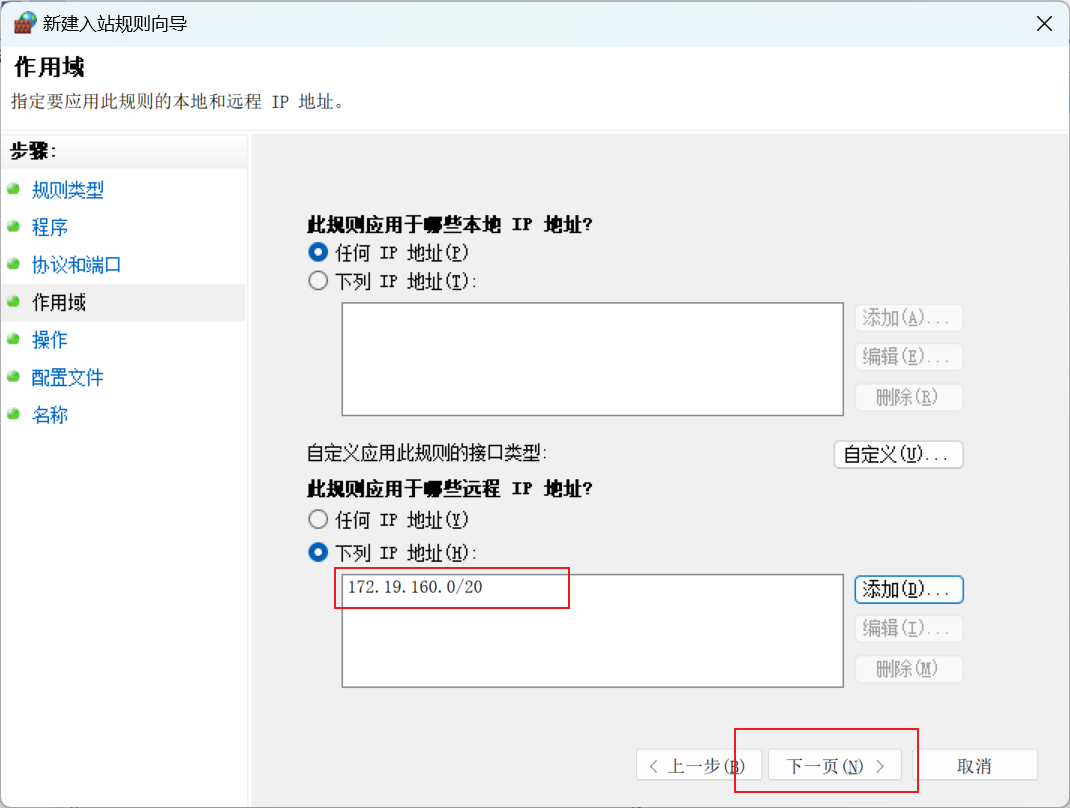 新建入站规则向导
作用域
指定要应用此规则的本地和远程 IP 地址。
步骤:
规则类型
程序
协议和端口
作用域
操作
配置文件
名称
此规则应用于哪些本地 IP 地址?
任何 IP 地址(P)
下列 IP 地址(T):
添加(A)...
编辑(E)...
删除(R)
自定义应用此规则的接口类型:
自定义(U)...
此规则应用于哪些远程 IP 地址?
任何 IP 地址(Y)
下列 IP 地址(H):
172.19.160.0/20
添加(D)...
编辑(I)...
删除(M)
< 上一步(B)
下一页(N) >
取消